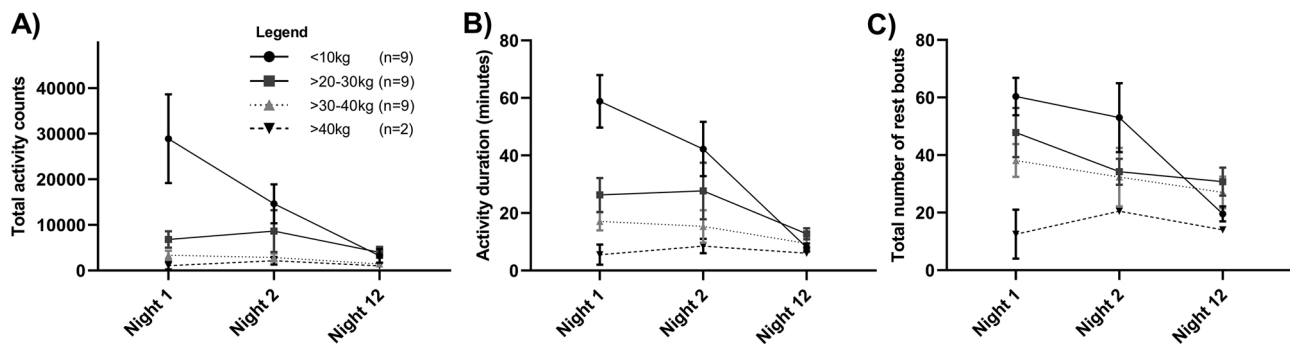 A)
Total activity counts
40000
30000
20000
10000
0
Night 1
Night 2
Night 12
Legend
<10kg (n=9)
>20-30kg (n=9)
>30-40kg (n=9)
>40kg (n=2)
B)
Activity duration (minutes)
80
60
40
20
0
Night 1
Night 2
Night 12
C)
Total number of rest bouts
80
60
40
20
0
Night 1
Night 2
Night 12